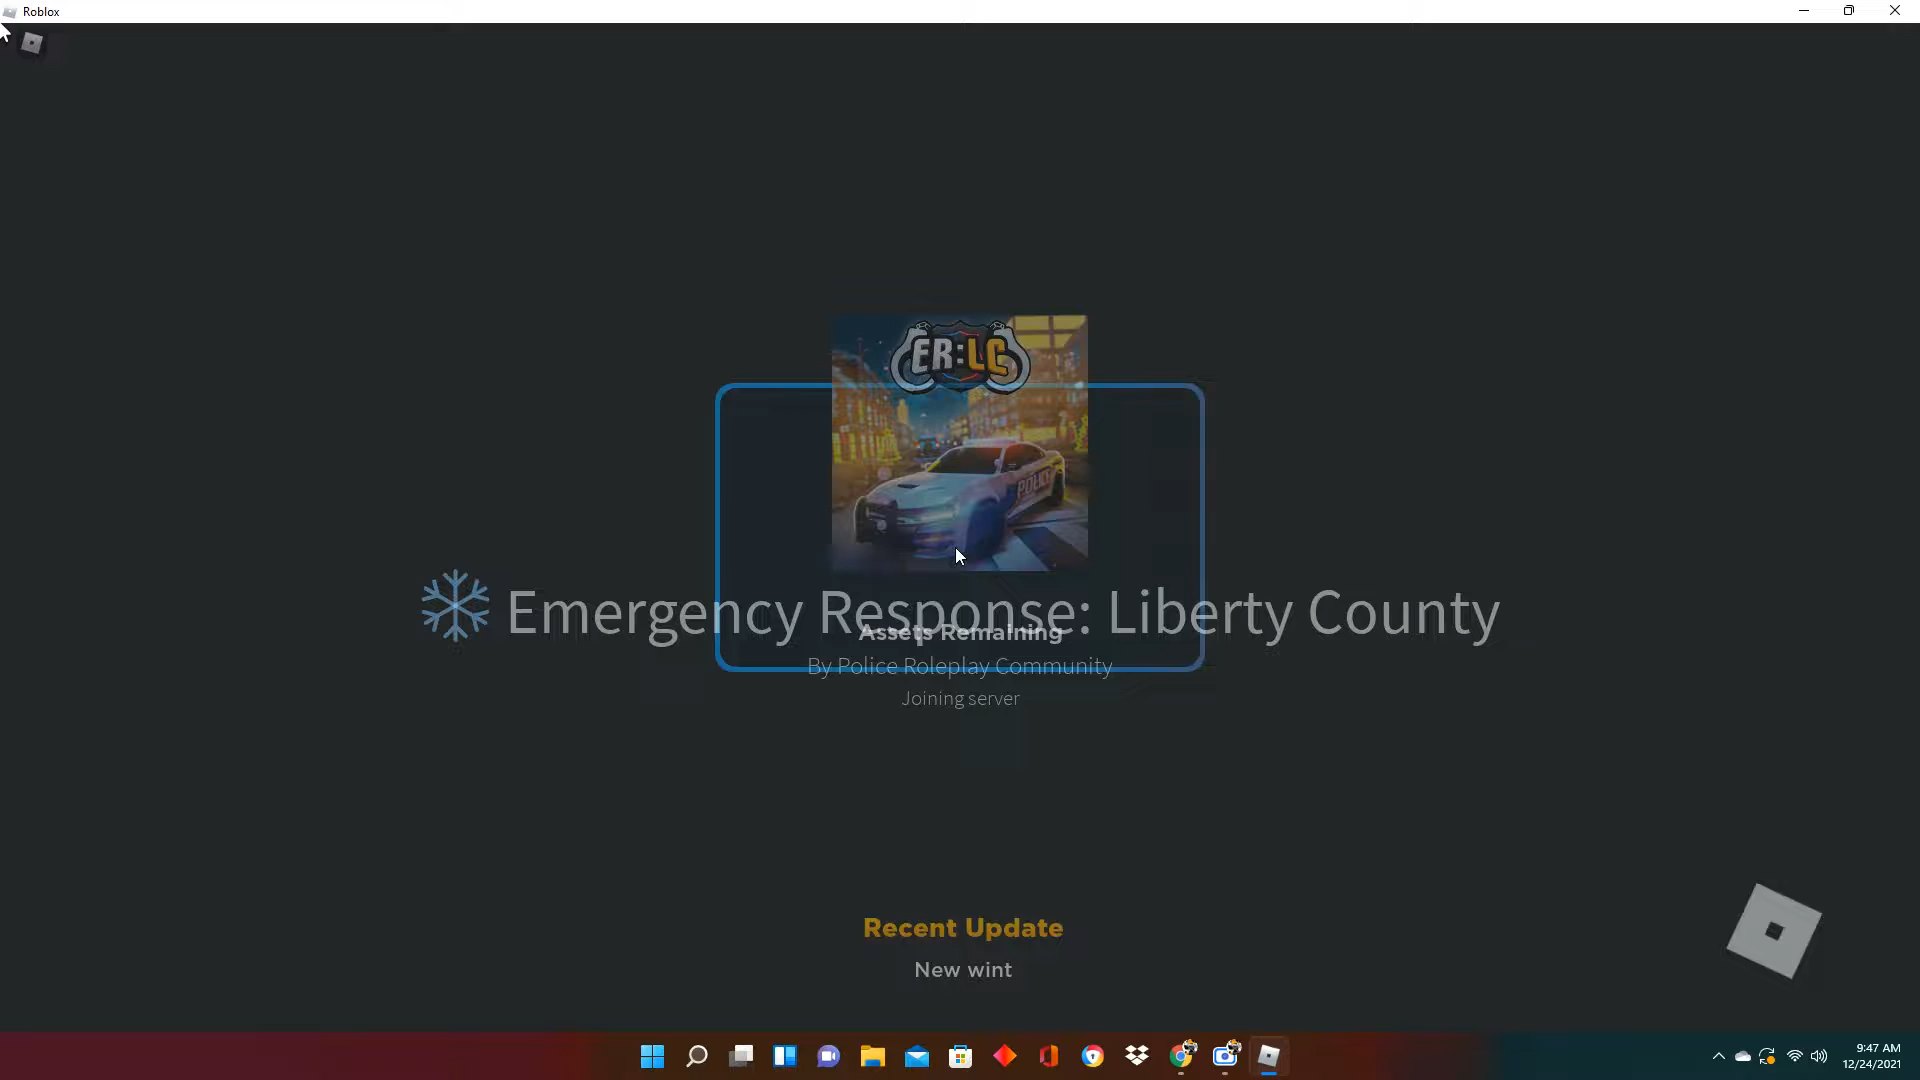 Roblox
ER:LC
POLICE
Emergency Response: Liberty County
Assets Remaining
By Police Roleplay Community
Joining server
Recent Update
New wint
9:47 AM
12/24/2021